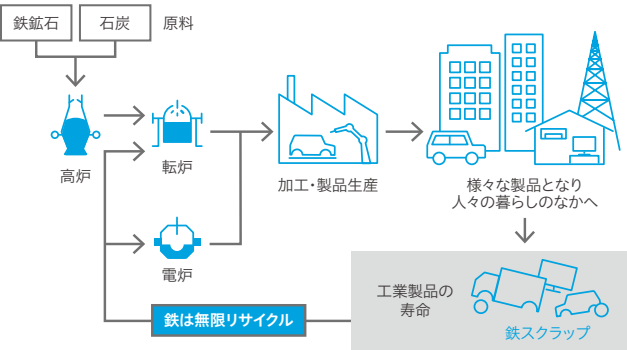 鉄鉱石
石炭
原料
高炉
転炉
電炉
加工・製品生産
様々な製品となり
人々の暮らしのなかへ
工業製品の
寿命
鉄スクラップ
鉄は無限リサイクル